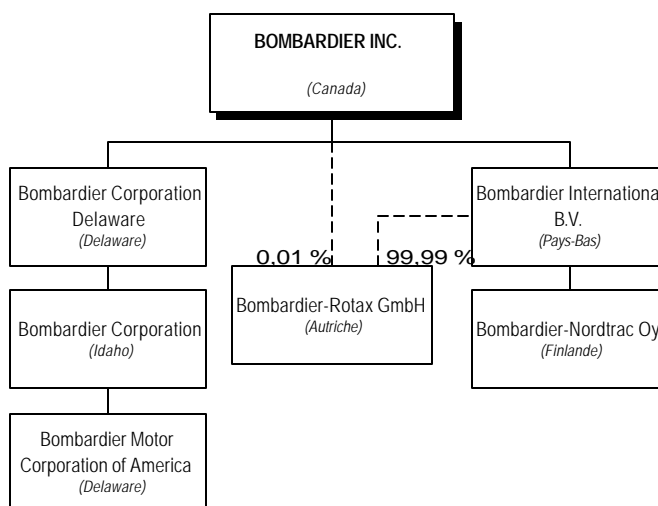 BOMBARDIER INC.
(Canada)
Bombardier Corporation
Delaware
(Delaware)
Bombardier International
B.V.
(Pays-Bas)
0,01 %
99,99 %
Bombardier-Rotax GmbH
(Autriche)
Bombardier Corporation
(Idaho)
Bombardier-Nordtrac Oy
(Finlande)
Bombardier Motor
Corporation of America
(Delaware)